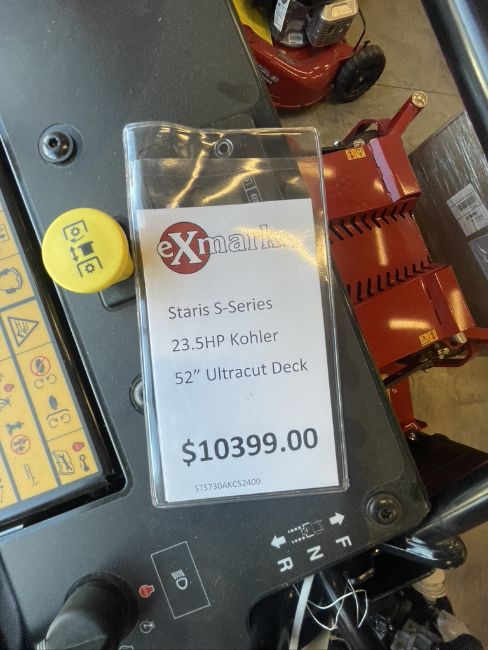 eXmark
Staris S-Series
23.5HP Kohler
52" Ultracut Deck
$10399.00
STS730AKC52400
F
N
R